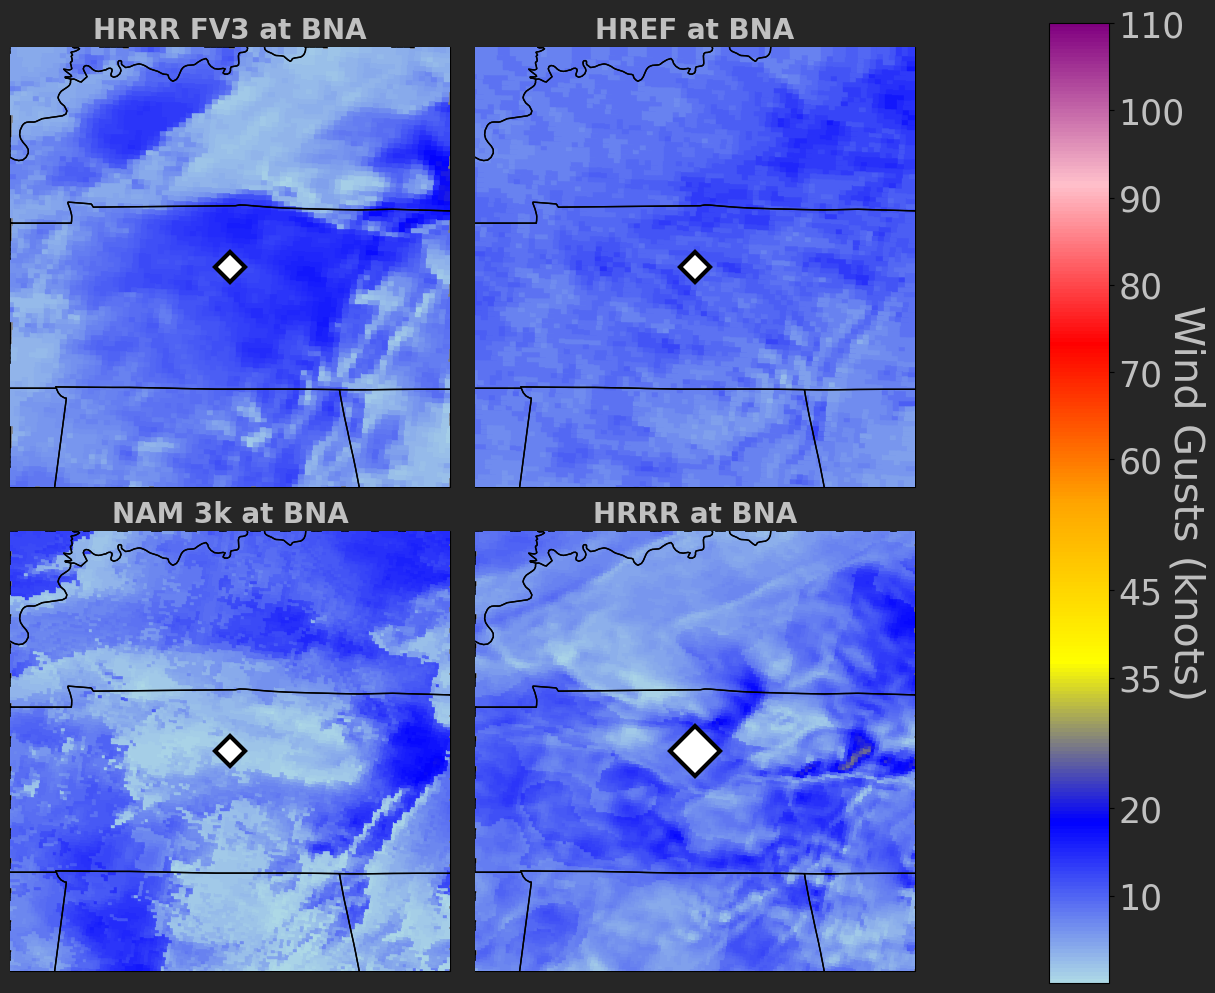 HRRR FV3 at BNA
HREF at BNA
NAM 3k at BNA
HRRR at BNA
110
100
90
80
70
60
45
35
20
10
Wind Gusts (knots)